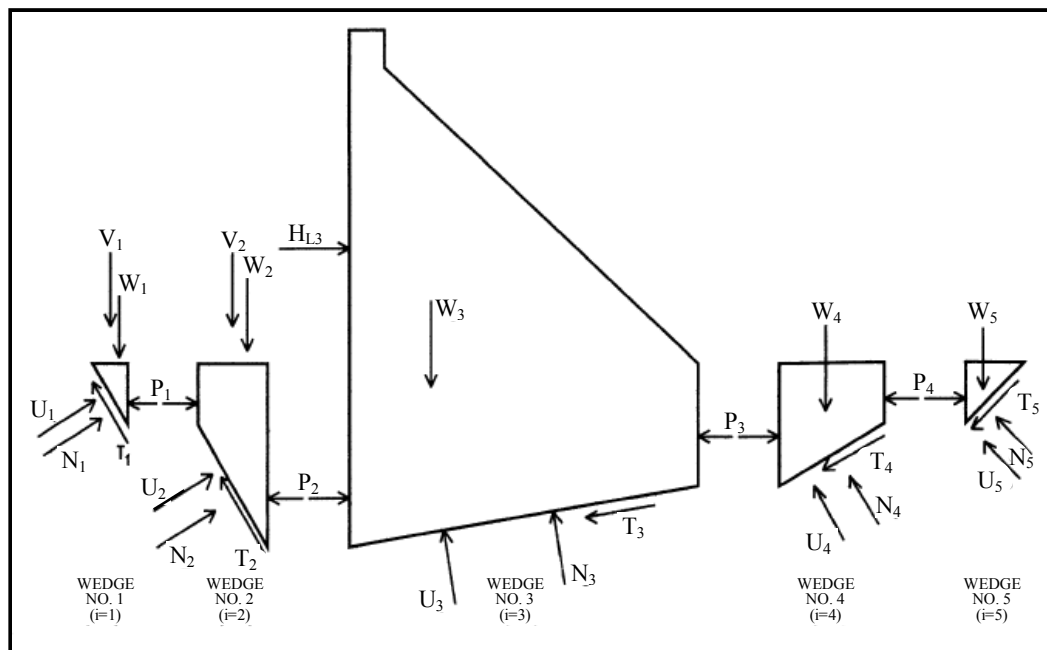 V₁
W₁
V₂
W₂
H_L3
W₃
W₄
W₅
P₁
P₂
P₃
P₄
U₁
N₁
T₁
U₂
N₂
T₂
U₃
N₃
T₃
T₄
N₄
U₄
T₅
N₅
U₅
WEDGE
NO. 1
(i=1)
WEDGE
NO. 2
(i=2)
WEDGE
NO. 3
(i=3)
WEDGE
NO. 4
(i=4)
WEDGE
NO. 5
(i=5)